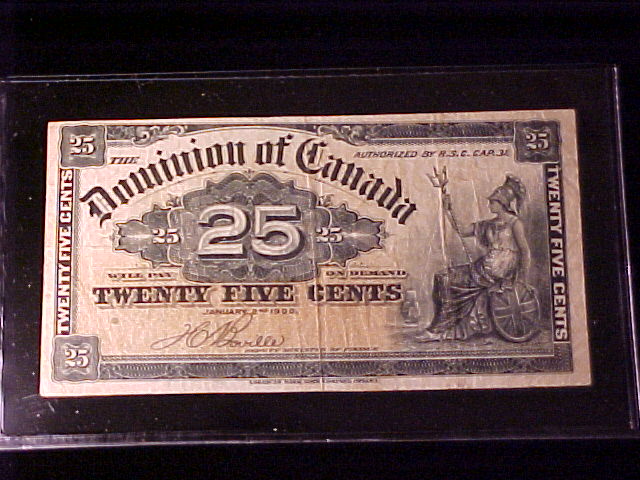 25 25
THE
Dominion of Canada
AUTHORIZED BY R.S.C. CAP. 31.
TWENTY FIVE CENTS
25 25 25
TWENTY FIVE CENTS
WILL PAY ON DEMAND
TWENTY FIVE CENTS
JANUARY 2ND 1900
J C Boville
25